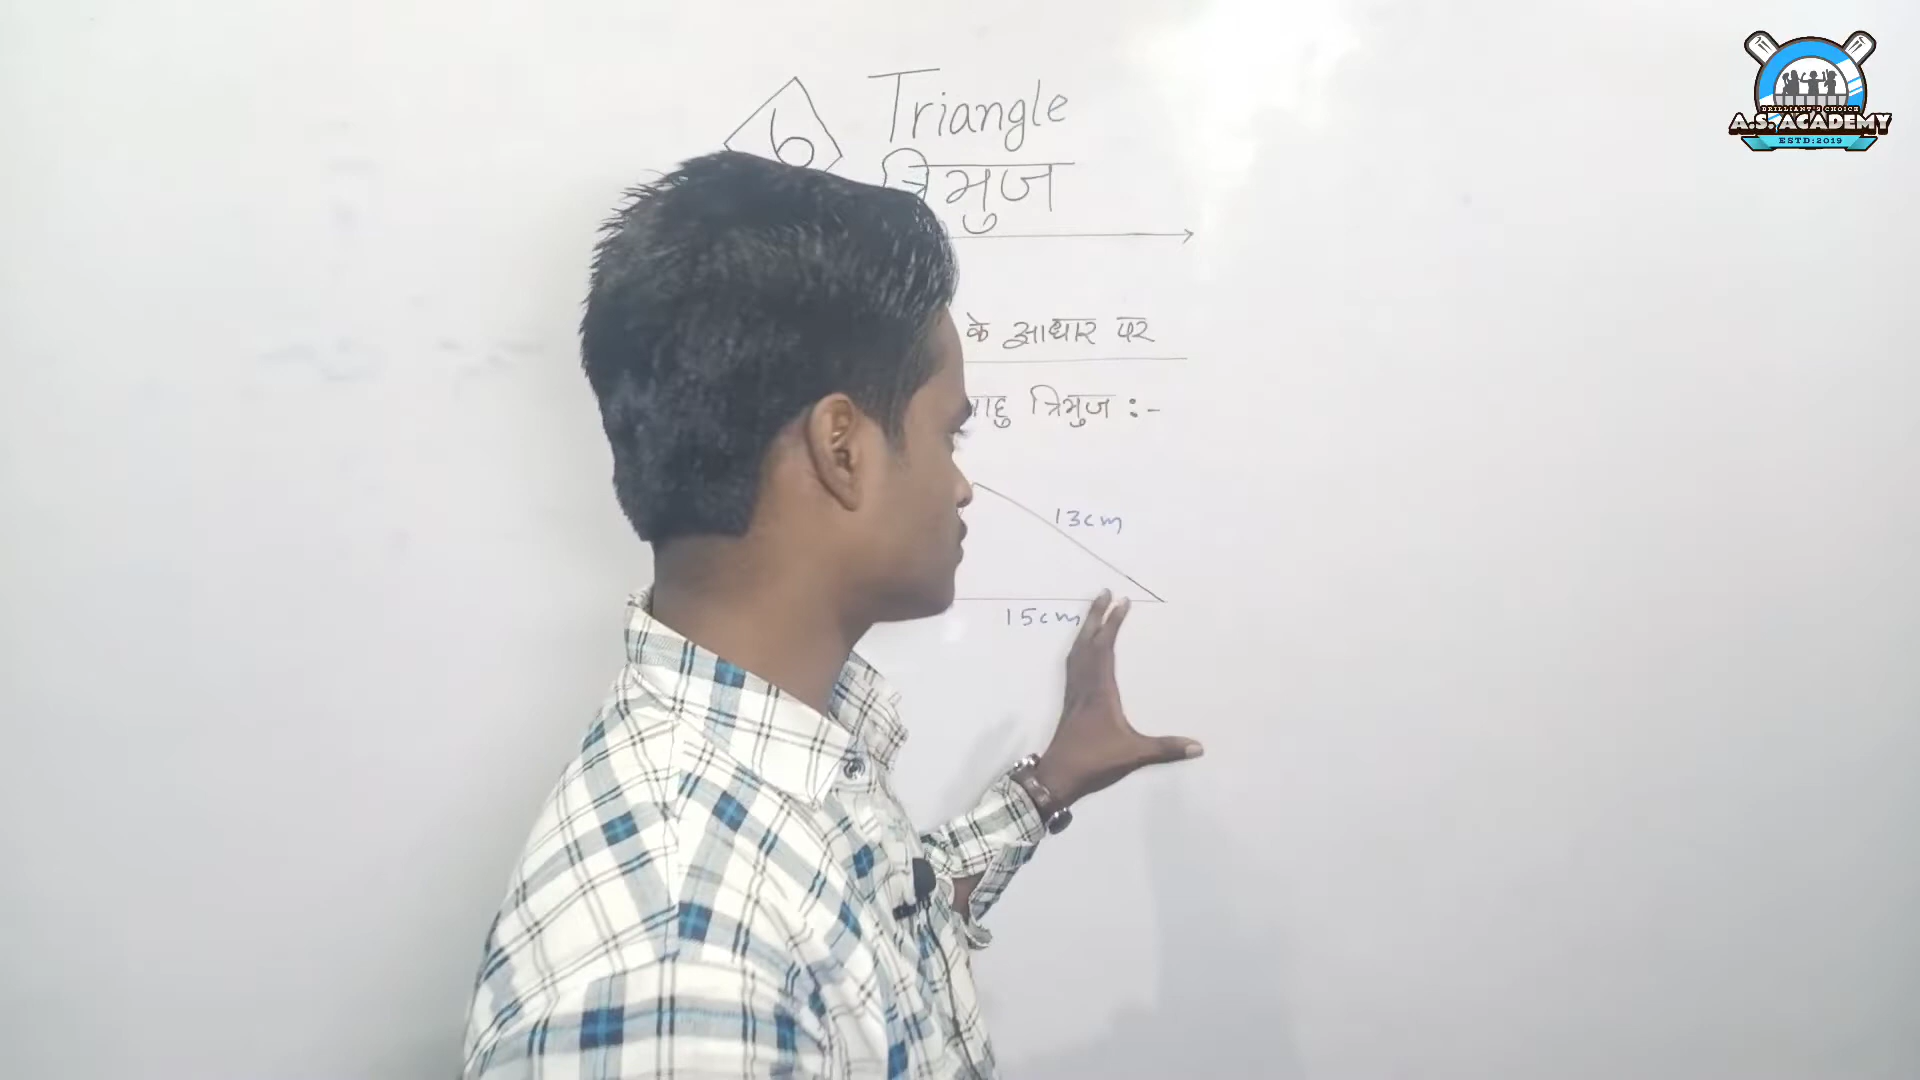 6
Triangle
त्रिभुज
के आधार पर
त्रिभुज :-
13cm
15cm
BRILLIANT'S CHOICE
A.S. ACADEMY
ESTD:2019